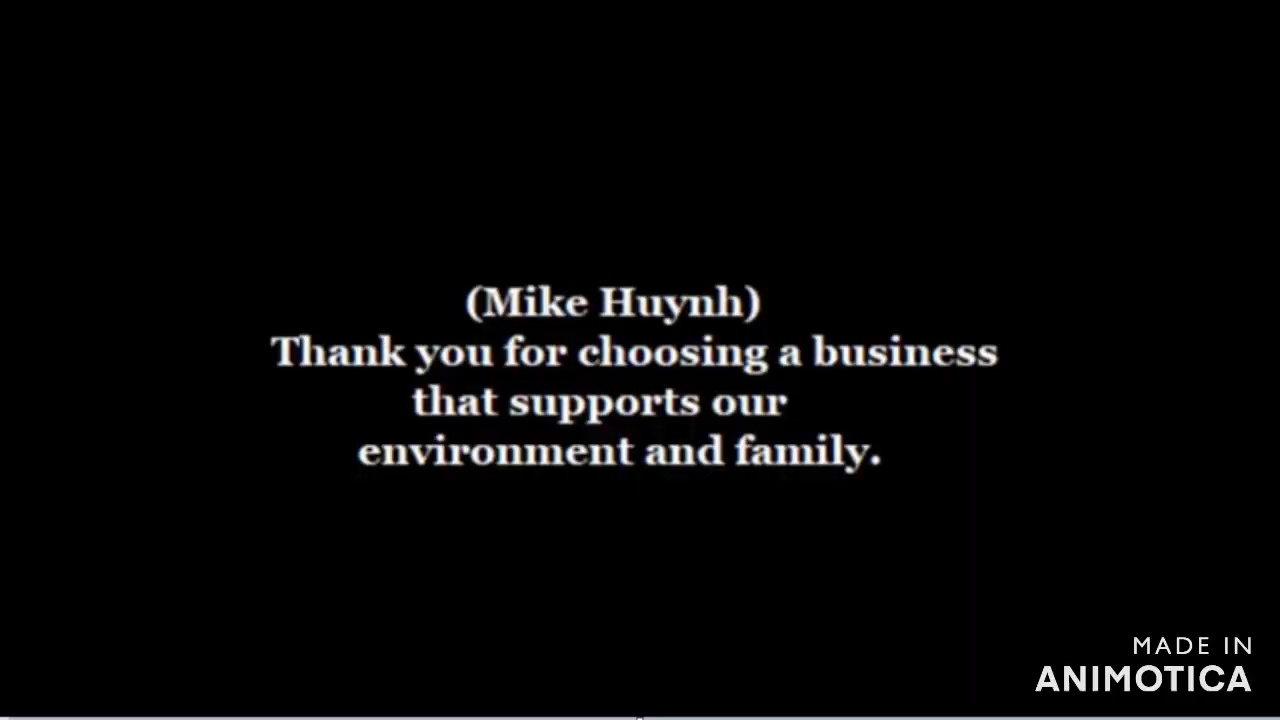 (Mike Huynh)
Thank you for choosing a business
that supports our
environment and family.
MADE IN
ANIMOTICA